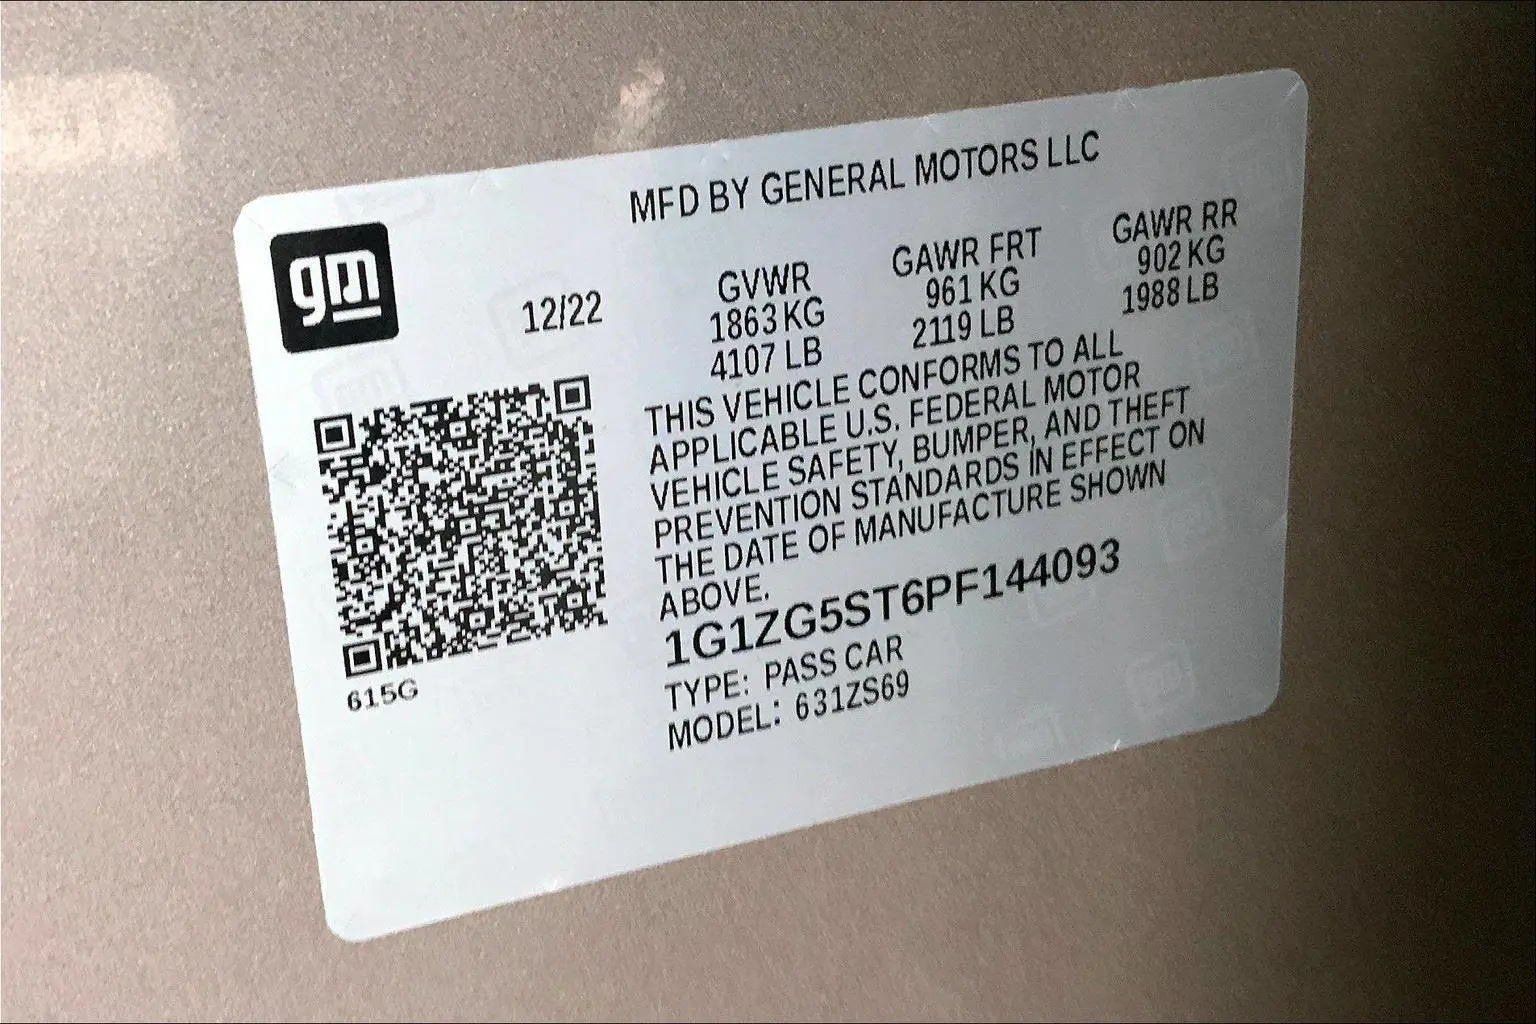 MFD BY GENERAL MOTORS LLC
gm
12/22
GVWR
1863 KG
4107 LB
GAWR FRT
961 KG
2119 LB
GAWR RR
902 KG
1988 LB
THIS VEHICLE CONFORMS TO ALL
APPLICABLE U.S. FEDERAL MOTOR
VEHICLE SAFETY, BUMPER, AND THEFT
PREVENTION STANDARDS IN EFFECT ON
THE DATE OF MANUFACTURE SHOWN
ABOVE.
1G1ZG5ST6PF144093
TYPE: PASS CAR
MODEL: 631ZS69
615G